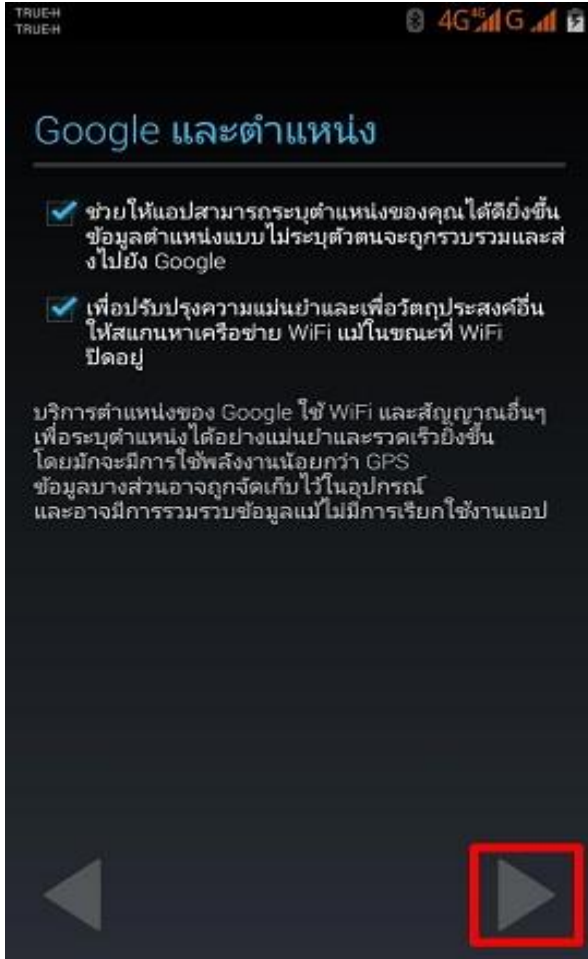 TRUE-H
TRUE-H
4G 4G G
Google และตำแหน่ง
ช่วยให้แอปสามารถระบุตำแหน่งของคุณได้ดียิ่งขึ้น
ข้อมูลตำแหน่งแบบไม่ระบุตัวตนจะถูกรวบรวมและส่
งไปยัง Google
เพื่อปรับปรุงความแม่นยำและเพื่อวัตถุประสงค์อื่น
ให้สแกนหาเครือข่าย WiFi แม้ในขณะที่ WiFi
ปิดอยู่
บริการตำแหน่งของ Google ใช้ WiFi และสัญญาณอื่นๆ
เพื่อระบุตำแหน่งได้อย่างแม่นยำและรวดเร็วยิ่งขึ้น
โดยมักจะมีการใช้พลังงานน้อยกว่า GPS
ข้อมูลบางส่วนอาจถูกจัดเก็บไว้ในอุปกรณ์
และอาจมีการรวมรวบข้อมูลแม้ไม่มีการเรียกใช้งานแอป